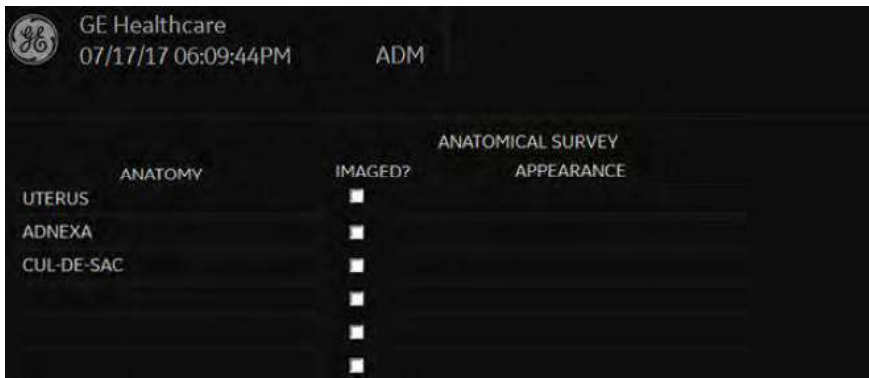 GE Healthcare
07/17/17 06:09:44PM ADM
ANATOMICAL SURVEY
ANATOMY IMAGED? APPEARANCE
UTERUS
ADNEXA
CUL-DE-SAC